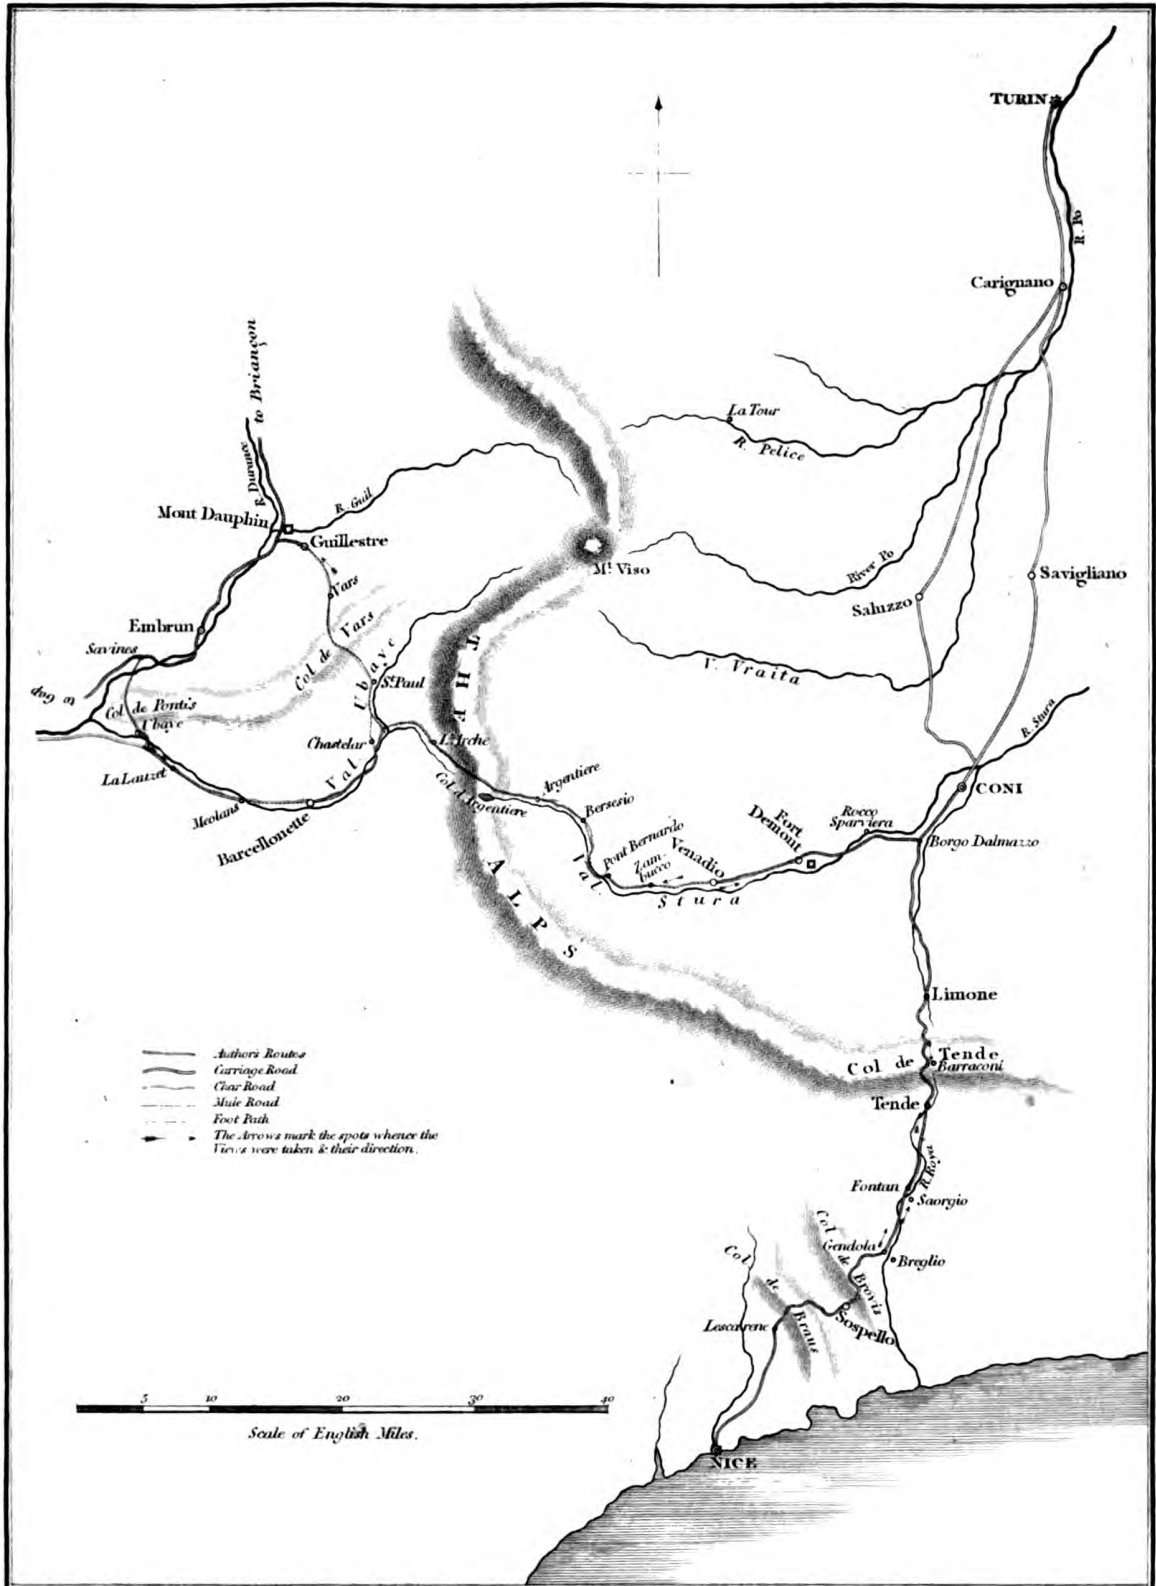 TURIN
R. Po
Carignano
to Briançon
R. Durance
La Tour
R. Pelice
R. Guil
Mont Dauphin
Guillestre
Mt. Viso
River Po
Savigliano
Saluzzo
Vars
Embrun
Savines
Col de Vars
V. Vraita
to Gap
Col de Pontis
Ubaye
St. Paul
Val. Ubaye
R. Stura
Chastelar
L'Arche
La Lauzet
Meolans
Barcellonette
Col d'Argentiere
Argentiere
Bersesio
Pont Bernardo
Zam-
bucco
Venadio
Fort
Demont
Rocco
Sparviera
CONI
Borgo Dalmazzo
Val. Stura
THE ALPS
Limone
Col de Tende
Barraconi
Tende
Authors Routes
Carriage Road
Char Road
Mule Road
Foot Path
The Arrows mark the spots whence the
Views were taken & their direction.
Fontan
Saorgio
Gendola
Breglio
Col de Brovis
Col de Braus
Lescarene
Sospello
5 10 20 30 40
Scale of English Miles.
NICE